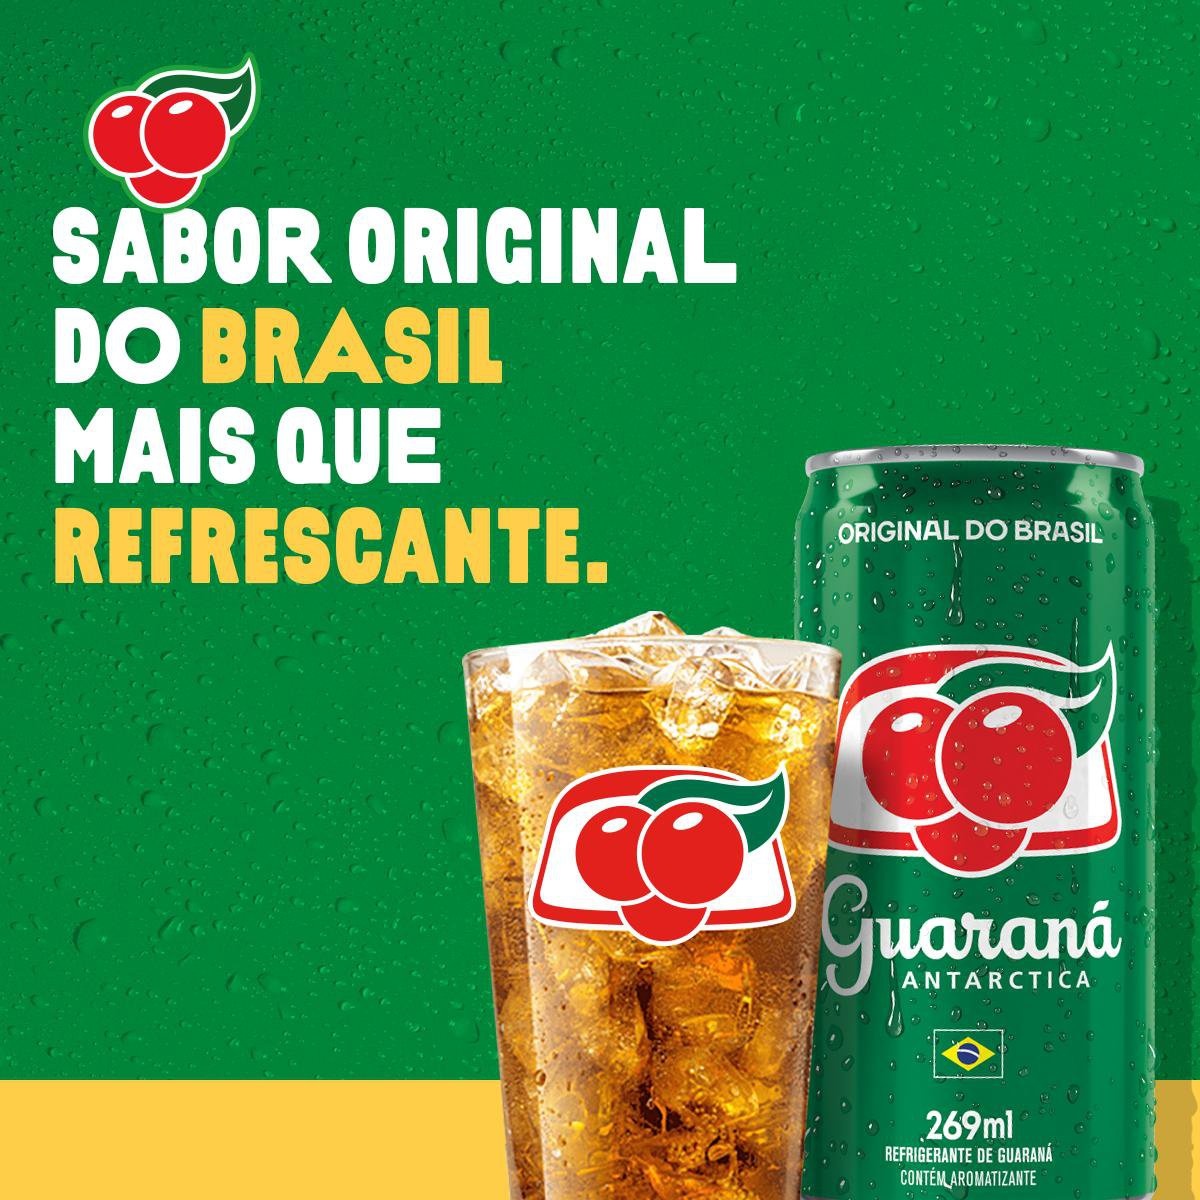 SABOR ORIGINAL
DO BRASIL
MAIS QUE
REFRESCANTE.
ORIGINAL DO BRASIL
Guaraná
ANTARCTICA
269ml
REFRIGERANTE DE GUARANÁ
CONTÉM AROMATIZANTE